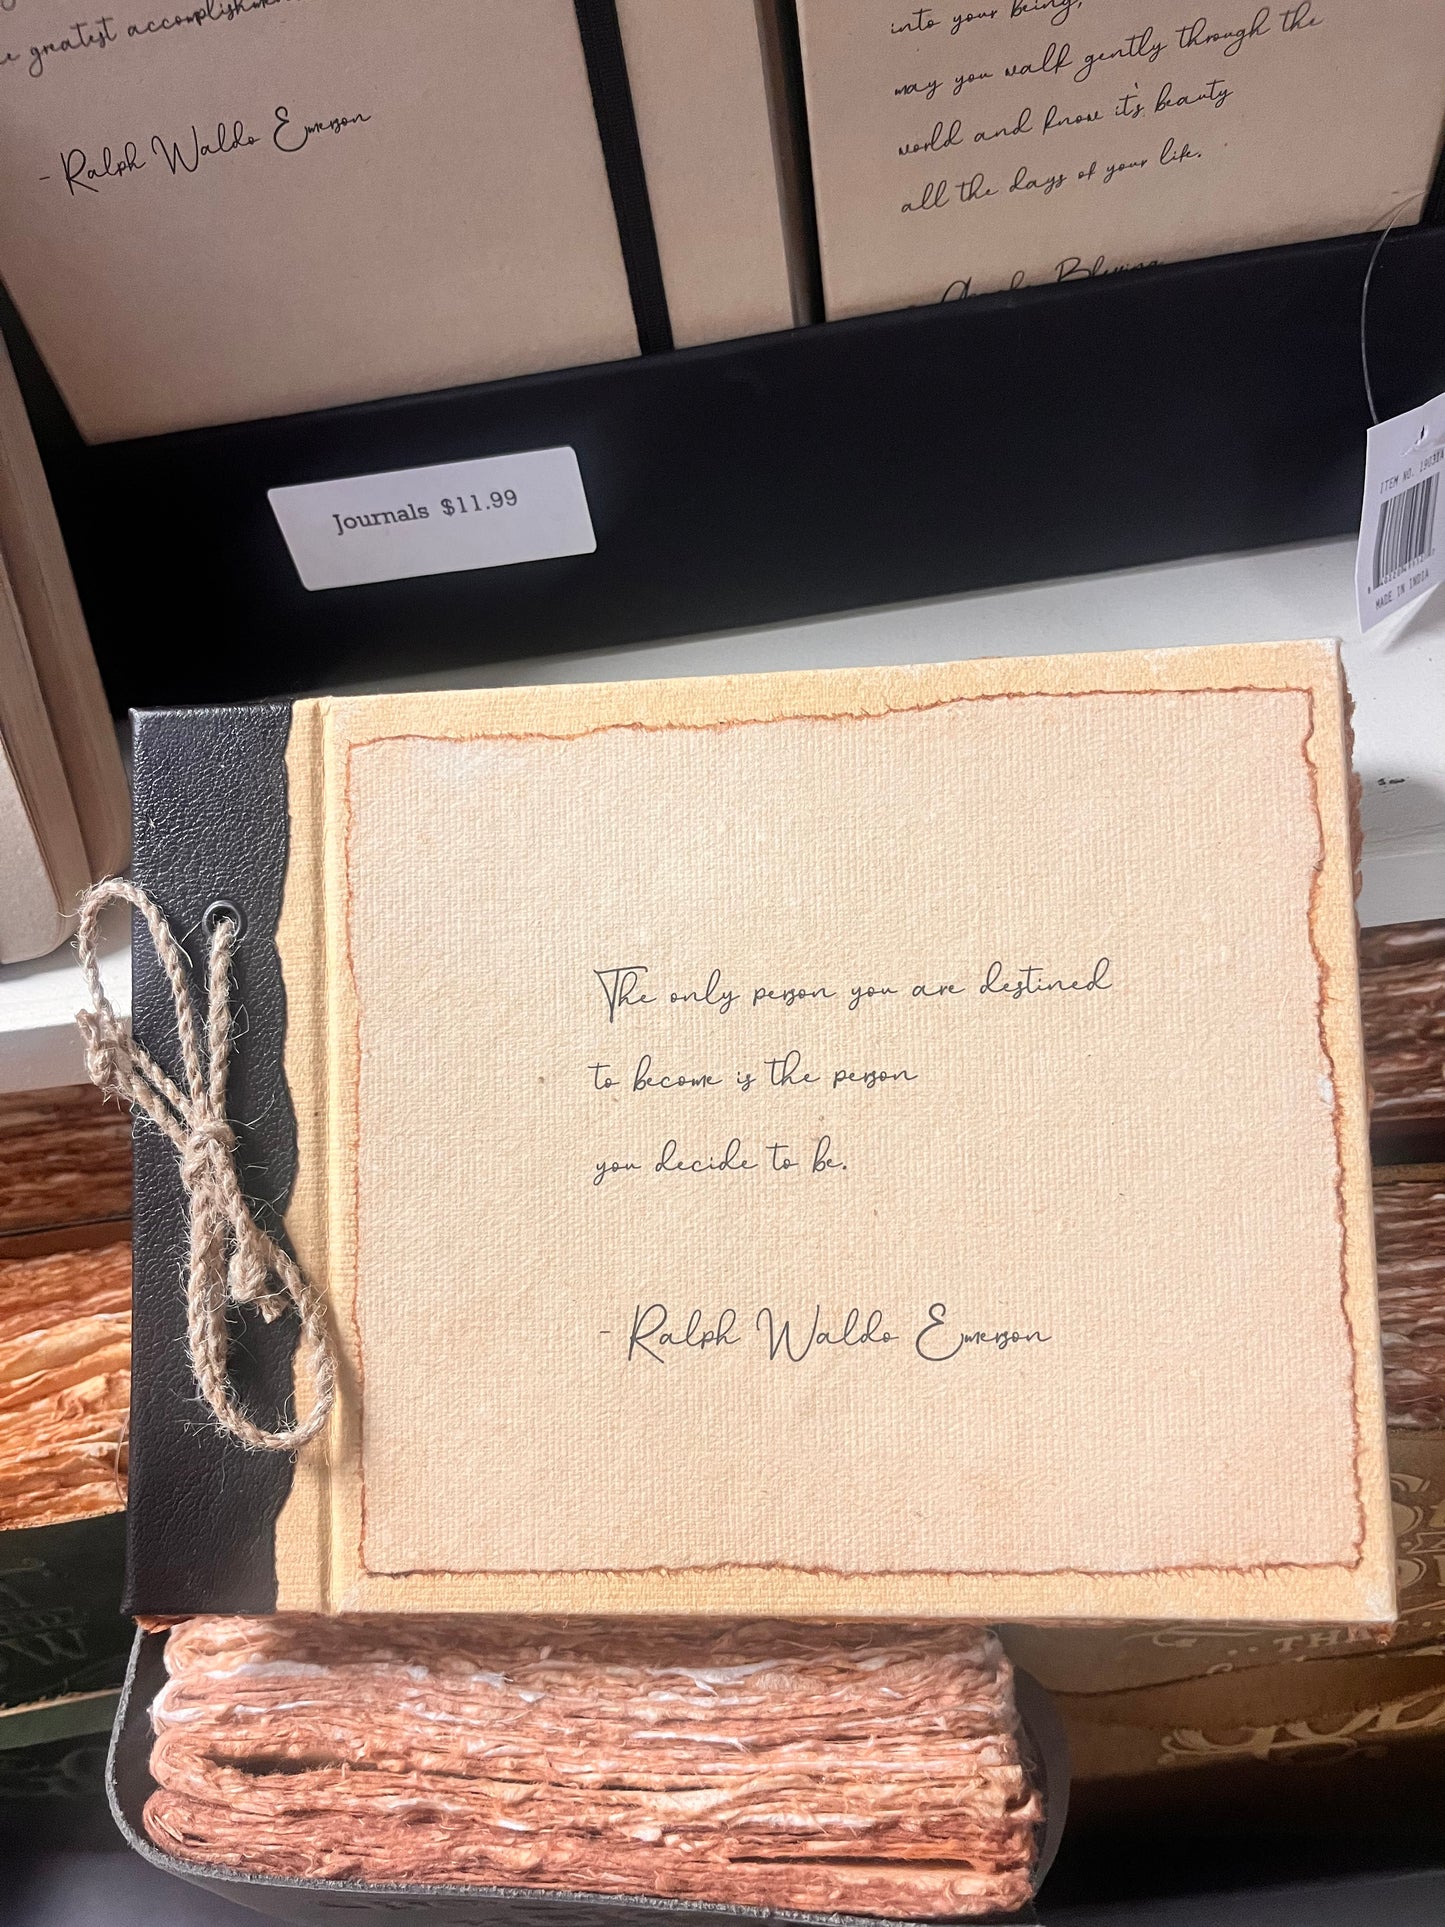 greatest
- Ralph Waldo Emerson
into your being,
may you walk gently through the
world and know it's beauty
all the days of your life.
Blessing
Journals $11.99
ITEM NO.
MADE IN INDIA
The only person you are destined
to become is the person
you decide to be.
- Ralph Waldo Emerson